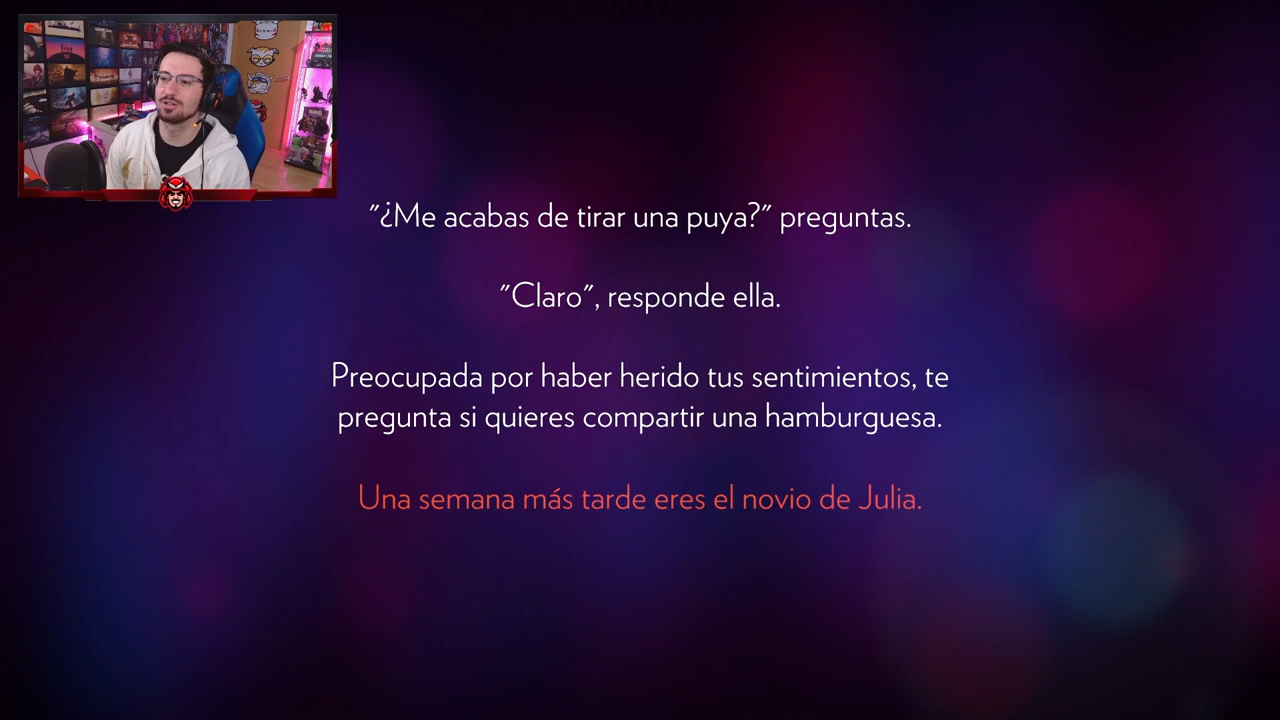 "¿Me acabas de tirar una puya?" preguntas.
"Claro", responde ella.
Preocupada por haber herido tus sentimientos, te
pregunta si quieres compartir una hamburguesa.
Una semana más tarde eres el novio de Julia.